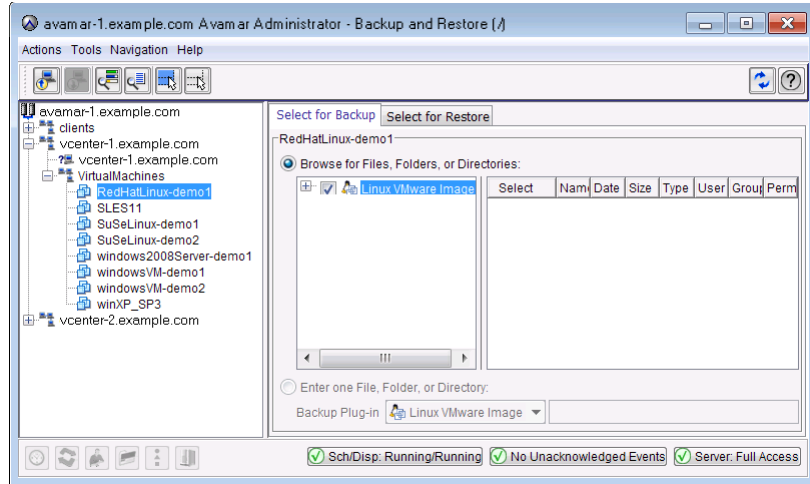 avamar-1.example.com Avamar Administrator - Backup and Restore (/)
Actions Tools Navigation Help
avamar-1.example.com
clients
vcenter-1.example.com
vcenter-1.example.com
VirtualMachines
RedHatLinux-demo1
SLES11
SuSeLinux-demo1
SuSeLinux-demo2
windows2008Server-demo1
windowsVM-demo1
windowsVM-demo2
winXP_SP3
vcenter-2.example.com
Select for Backup Select for Restore
RedHatLinux-demo1
Browse for Files, Folders, or Directories:
Linux VMware Image
Select Name Date Size Type User Group Perm
Enter one File, Folder, or Directory:
Backup Plug-in Linux VMware Image
Sch/Disp: Running/Running No Unacknowledged Events Server: Full Access